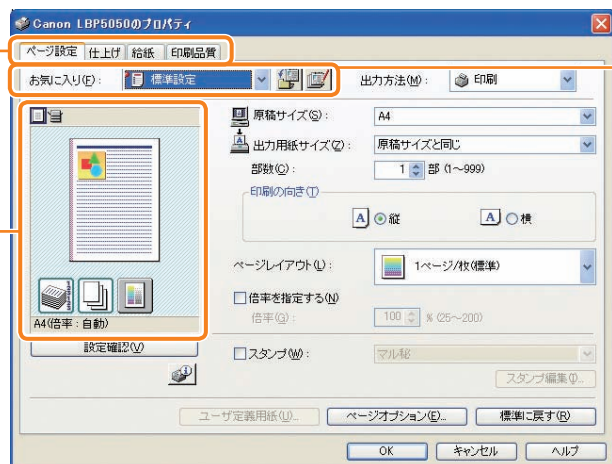 Canon LBP5050のプロパティ
ページ設定 仕上げ 給紙 印刷品質
お気に入り(F): 標準設定 出力方法(M): 印刷
原稿サイズ(S): A4
出力用紙サイズ(Z): 原稿サイズと同じ
部数(C): 1 部 (1～999)
印刷の向き(T)
A 縦 A 横
ページレイアウト(L): 1ページ/枚(標準)
倍率を指定する(N)
倍率(G): 100 % (25～200)
A4(倍率:自動)
設定確認(V)
スタンプ(W): マル秘
スタンプ編集(I)...
ユーザ定義用紙(U)... ページオプション(E)... 標準に戻す(R)
OK キャンセル ヘルプ